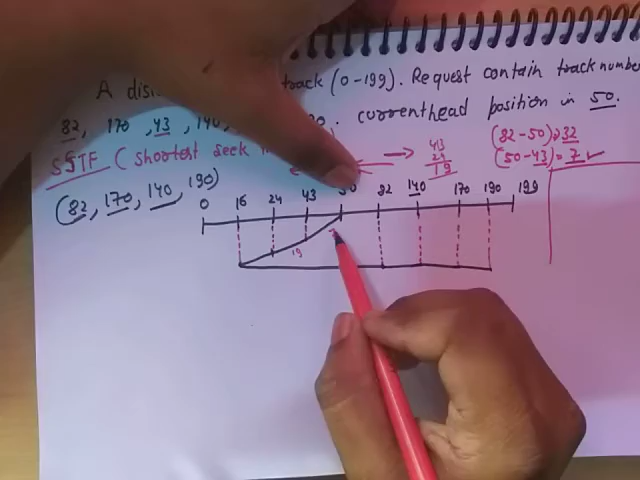 A track (0-199). Request contain track number
82, 170, 43, 140, current head position in 50.
SSTF (shortest seek 43 (82-50)=32
24 (50-43)=7 ✓
19
(82, 170, 140, 190)
0 16 24 43 50 82 140 170 190 199
19